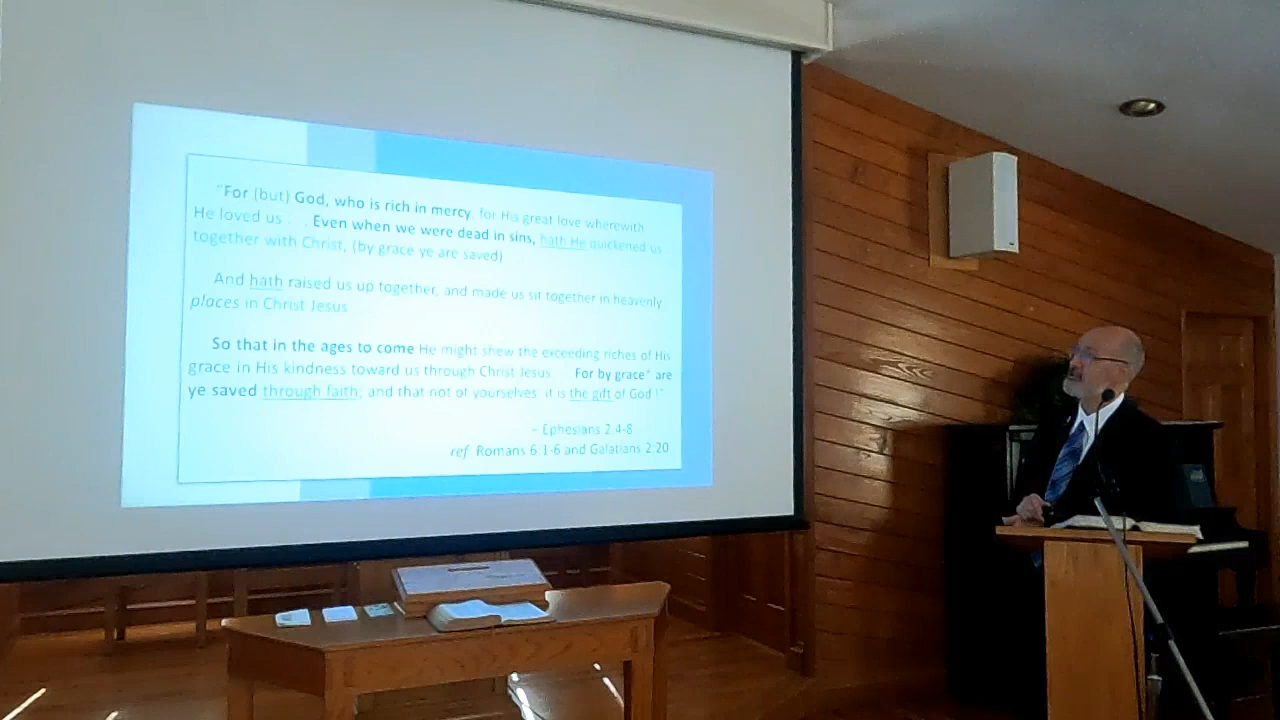 "For (but) God, who is rich in mercy, for His great love wherewith
He loved us . . Even when we were dead in sins, hath He quickened us
together with Christ, (by grace ye are saved)
And hath raised us up together, and made us sit together in heavenly
places in Christ Jesus
So that in the ages to come He might shew the exceeding riches of His
grace in His kindness toward us through Christ Jesus For by grace* are
ye saved through faith; and that not of yourselves: it is the gift of God !"
– Ephesians 2:4-8
ref Romans 6:1-6 and Galatians 2:20